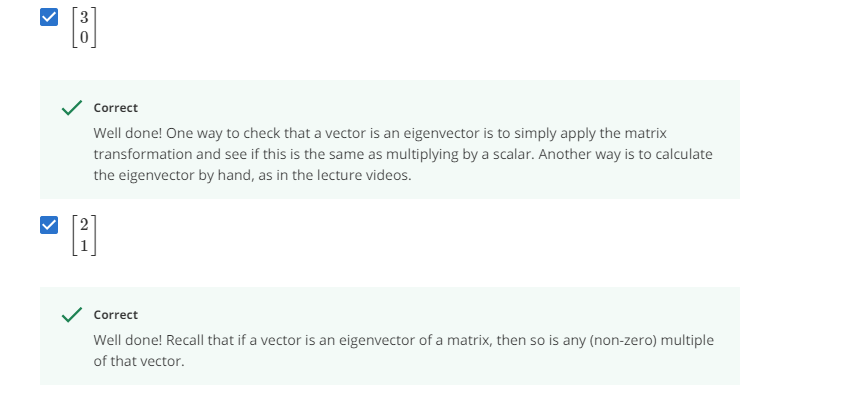 [3
0]
Correct
Well done! One way to check that a vector is an eigenvector is to simply apply the matrix
transformation and see if this is the same as multiplying by a scalar. Another way is to calculate
the eigenvector by hand, as in the lecture videos.
[2
1]
Correct
Well done! Recall that if a vector is an eigenvector of a matrix, then so is any (non-zero) multiple
of that vector.